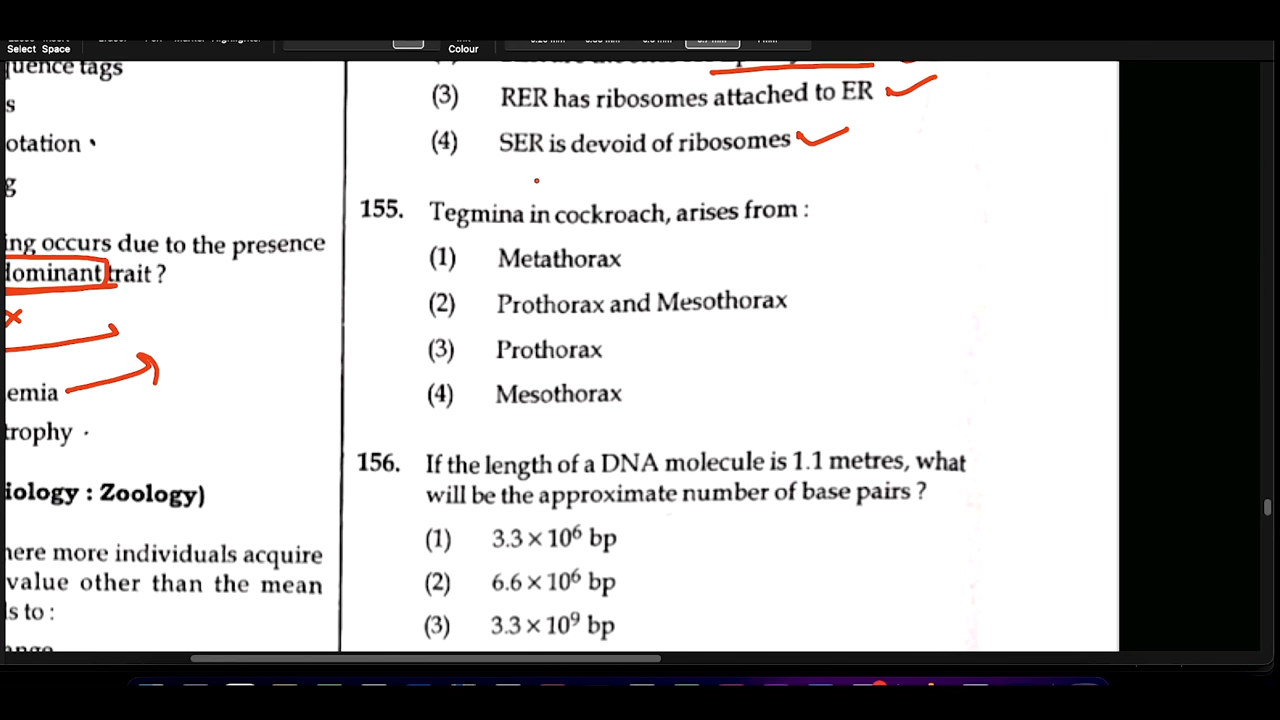 Select Space
Colour
quence tags
s
otation
g
ing occurs due to the presence
dominant trait ?
emia
trophy
iology : Zoology)
here more individuals acquire
value other than the mean
ls to :
(3) RER has ribosomes attached to ER
(4) SER is devoid of ribosomes
155. Tegmina in cockroach, arises from :
(1) Metathorax
(2) Prothorax and Mesothorax
(3) Prothorax
(4) Mesothorax
156. If the length of a DNA molecule is 1.1 metres, what
will be the approximate number of base pairs ?
(1) 3.3 × 10⁶ bp
(2) 6.6 × 10⁶ bp
(3) 3.3 × 10⁹ bp